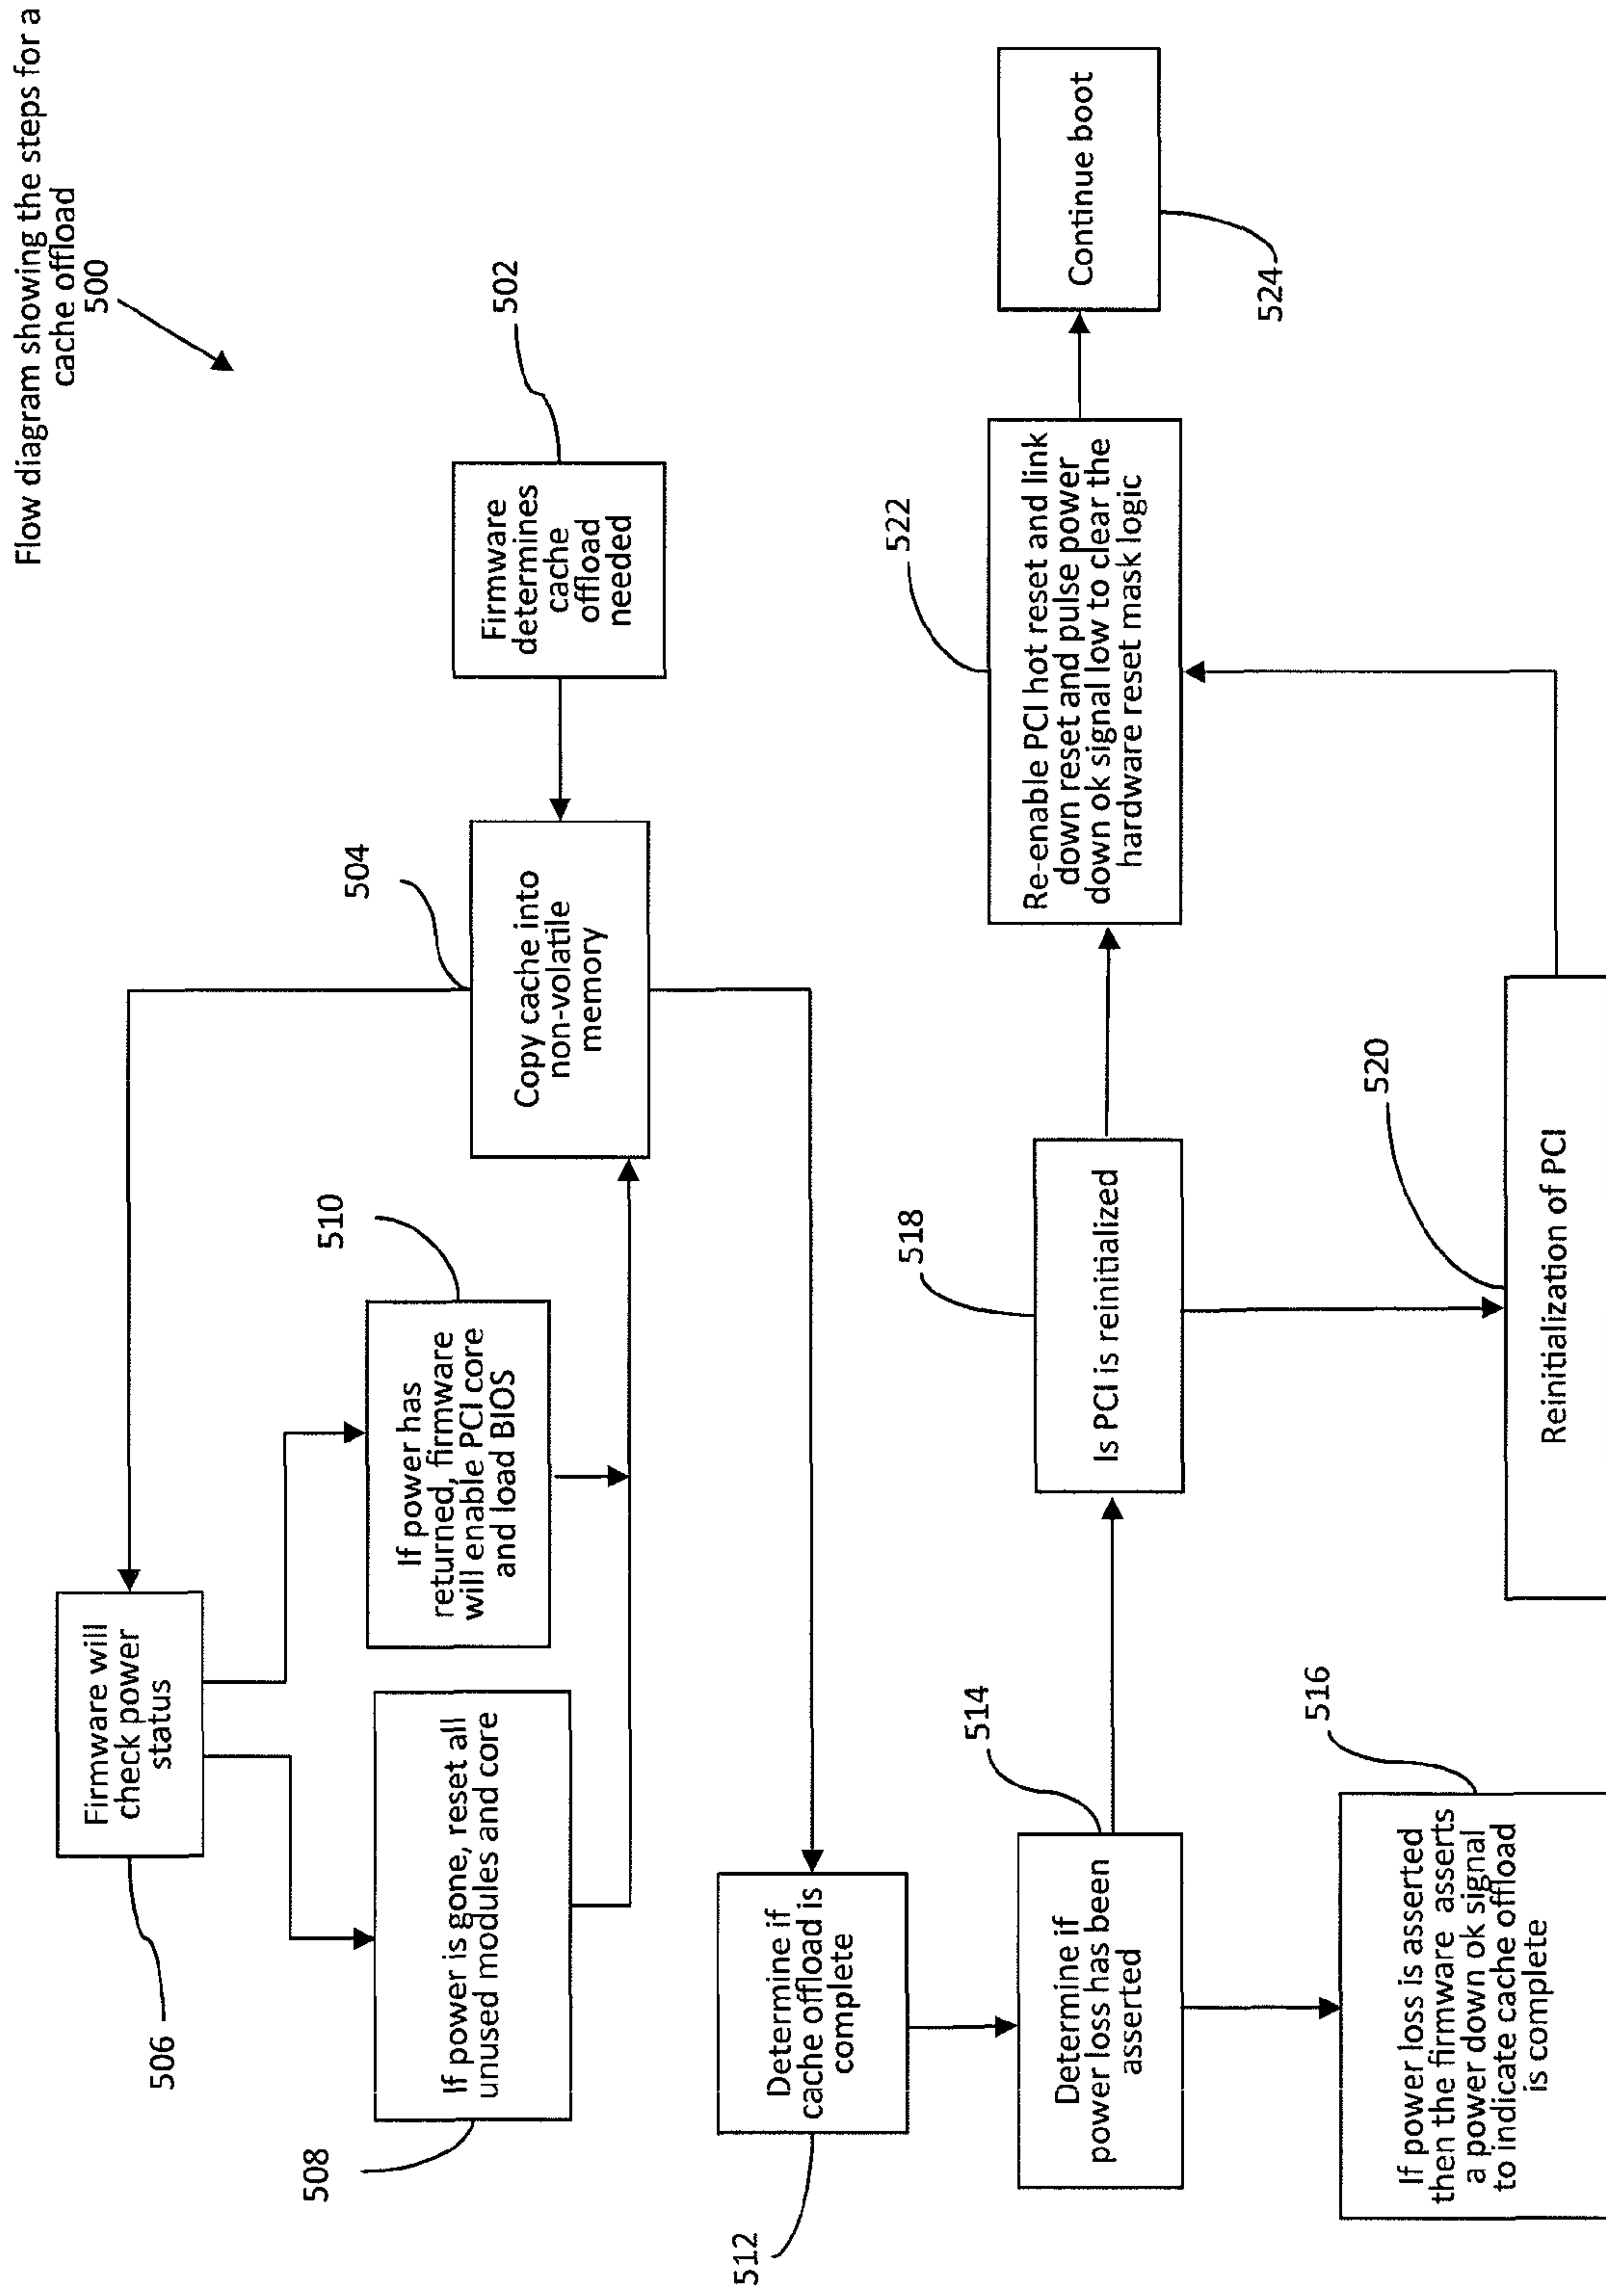 Flow diagram showing the steps for a
cache offload
500
502
Firmware
determines
cache
offload
needed
504
Copy cache into
non-volatile
memory
506
Firmware will
check power
status
508
If power is gone, reset all
unused modules and core
510
If power has
returned, firmware
will enable PCI core
and load BIOS
512
Determine if
cache offload is
complete
514
Determine if
power loss has been
asserted
516
If power loss is asserted
then the firmware asserts
a power down ok signal
to indicate cache offload
is complete
518
Is PCI is reinitialized
520
Reinitialization of PCI
522
Re-enable PCI hot reset and link
down reset and pulse power
down ok signal low to clear the
hardware reset mask logic
524
Continue boot